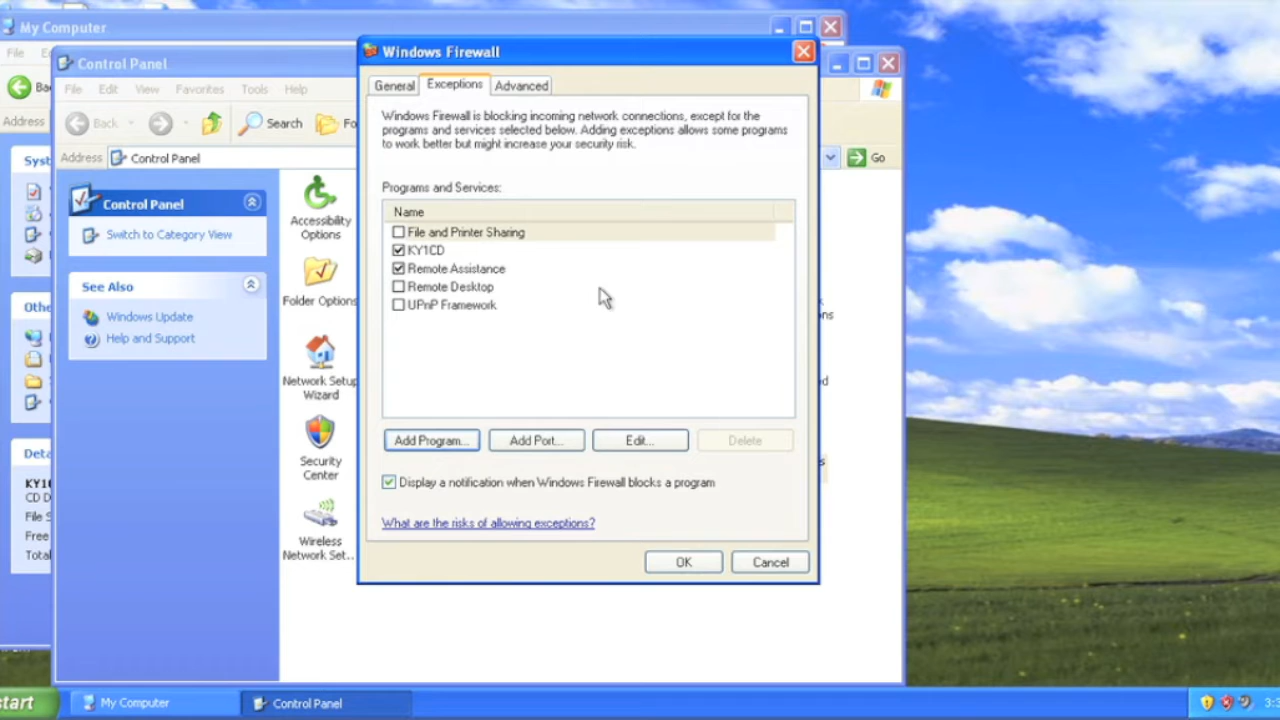 My Computer
File
Address
Control Panel
File Edit View Favorites Tools Help
Back
Search
Address
Control Panel
Go
Control Panel
Switch to Category View
See Also
Windows Update
Help and Support
Accessibility
Options
Folder Options
Network Setup
Wizard
Security
Center
Wireless
Network Set...
Windows Firewall
General Exceptions Advanced
Windows Firewall is blocking incoming network connections, except for the
programs and services selected below. Adding exceptions allows some programs
to work better but might increase your security risk.
Programs and Services:
Name
File and Printer Sharing
KY1CD
Remote Assistance
Remote Desktop
UPnP Framework
Add Program... Add Port... Edit... Delete
Display a notification when Windows Firewall blocks a program
What are the risks of allowing exceptions?
OK Cancel
start
My Computer
Control Panel